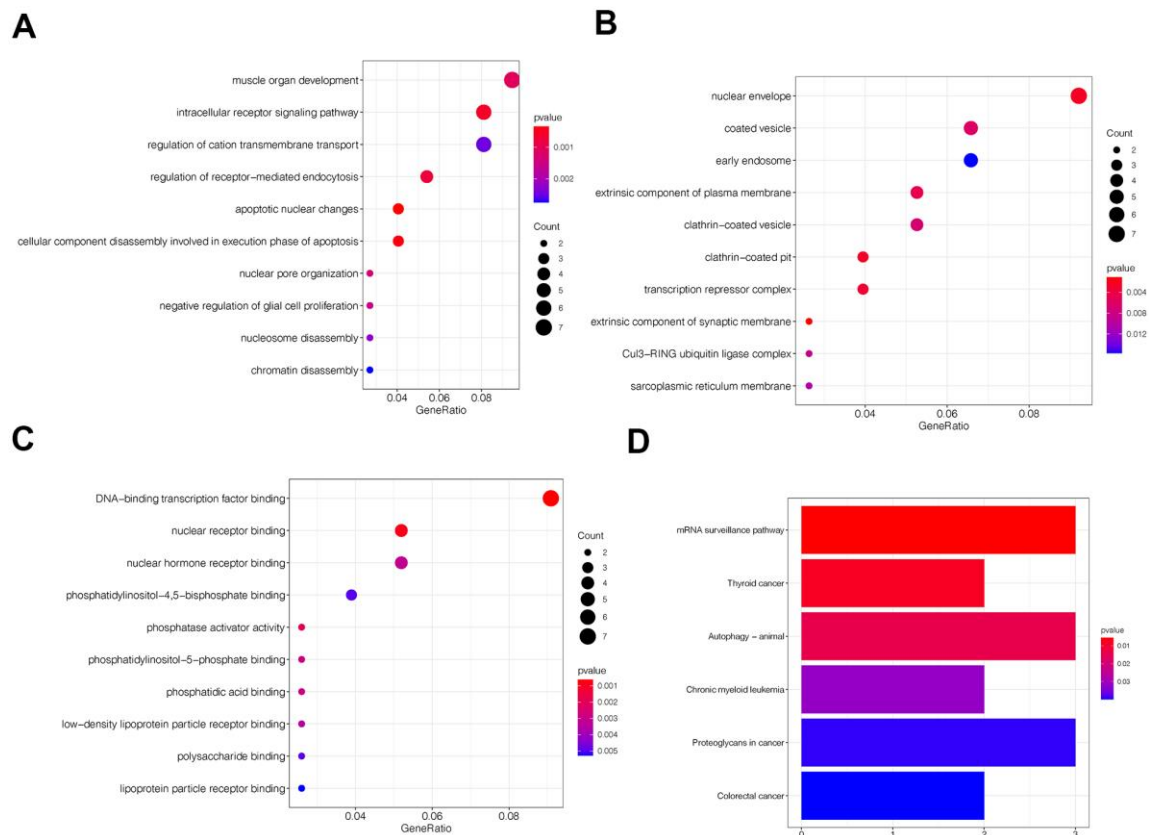 A
muscle organ development
intracellular receptor signaling pathway
regulation of cation transmembrane transport
regulation of receptor-mediated endocytosis
apoptotic nuclear changes
cellular component disassembly involved in execution phase of apoptosis
nuclear pore organization
negative regulation of glial cell proliferation
nucleosome disassembly
chromatin disassembly
0.04 0.06 0.08
GeneRatio
pvalue
0.001
0.002
Count
2
3
4
5
6
7
B
nuclear envelope
coated vesicle
early endosome
extrinsic component of plasma membrane
clathrin-coated vesicle
clathrin-coated pit
transcription repressor complex
extrinsic component of synaptic membrane
Cul3-RING ubiquitin ligase complex
sarcoplasmic reticulum membrane
0.04 0.06 0.08
GeneRatio
Count
2
3
4
5
6
7
pvalue
0.004
0.008
0.012
C
DNA-binding transcription factor binding
nuclear receptor binding
nuclear hormone receptor binding
phosphatidylinositol-4,5-bisphosphate binding
phosphatase activator activity
phosphatidylinositol-5-phosphate binding
phosphatidic acid binding
low-density lipoprotein particle receptor binding
polysaccharide binding
lipoprotein particle receptor binding
0.04 0.06 0.08
GeneRatio
Count
2
3
4
5
6
7
pvalue
0.001
0.002
0.003
0.004
0.005
D
mRNA surveillance pathway
Thyroid cancer
Autophagy - animal
Chronic myeloid leukemia
Proteoglycans in cancer
Colorectal cancer
0 1 2 3
pvalue
0.01
0.02
0.03